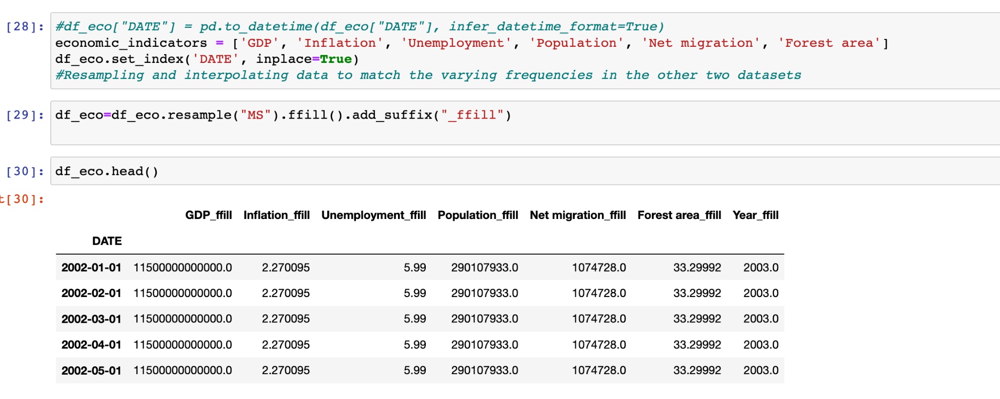 [28]: #df_eco["DATE"] = pd.to_datetime(df_eco["DATE"], infer_datetime_format=True)
economic_indicators = ['GDP', 'Inflation', 'Unemployment', 'Population', 'Net migration', 'Forest area']
df_eco.set_index('DATE', inplace=True)
#Resampling and interpolating data to match the varying frequencies in the other two datasets
[29]: df_eco=df_eco.resample("MS").ffill().add_suffix("_ffill")
[30]: df_eco.head()
t[30]:
GDP_ffill Inflation_ffill Unemployment_ffill Population_ffill Net migration_ffill Forest area_ffill Year_ffill
DATE
2002-01-01 11500000000000.0 2.270095 5.99 290107933.0 1074728.0 33.29992 2003.0
2002-02-01 11500000000000.0 2.270095 5.99 290107933.0 1074728.0 33.29992 2003.0
2002-03-01 11500000000000.0 2.270095 5.99 290107933.0 1074728.0 33.29992 2003.0
2002-04-01 11500000000000.0 2.270095 5.99 290107933.0 1074728.0 33.29992 2003.0
2002-05-01 11500000000000.0 2.270095 5.99 290107933.0 1074728.0 33.29992 2003.0